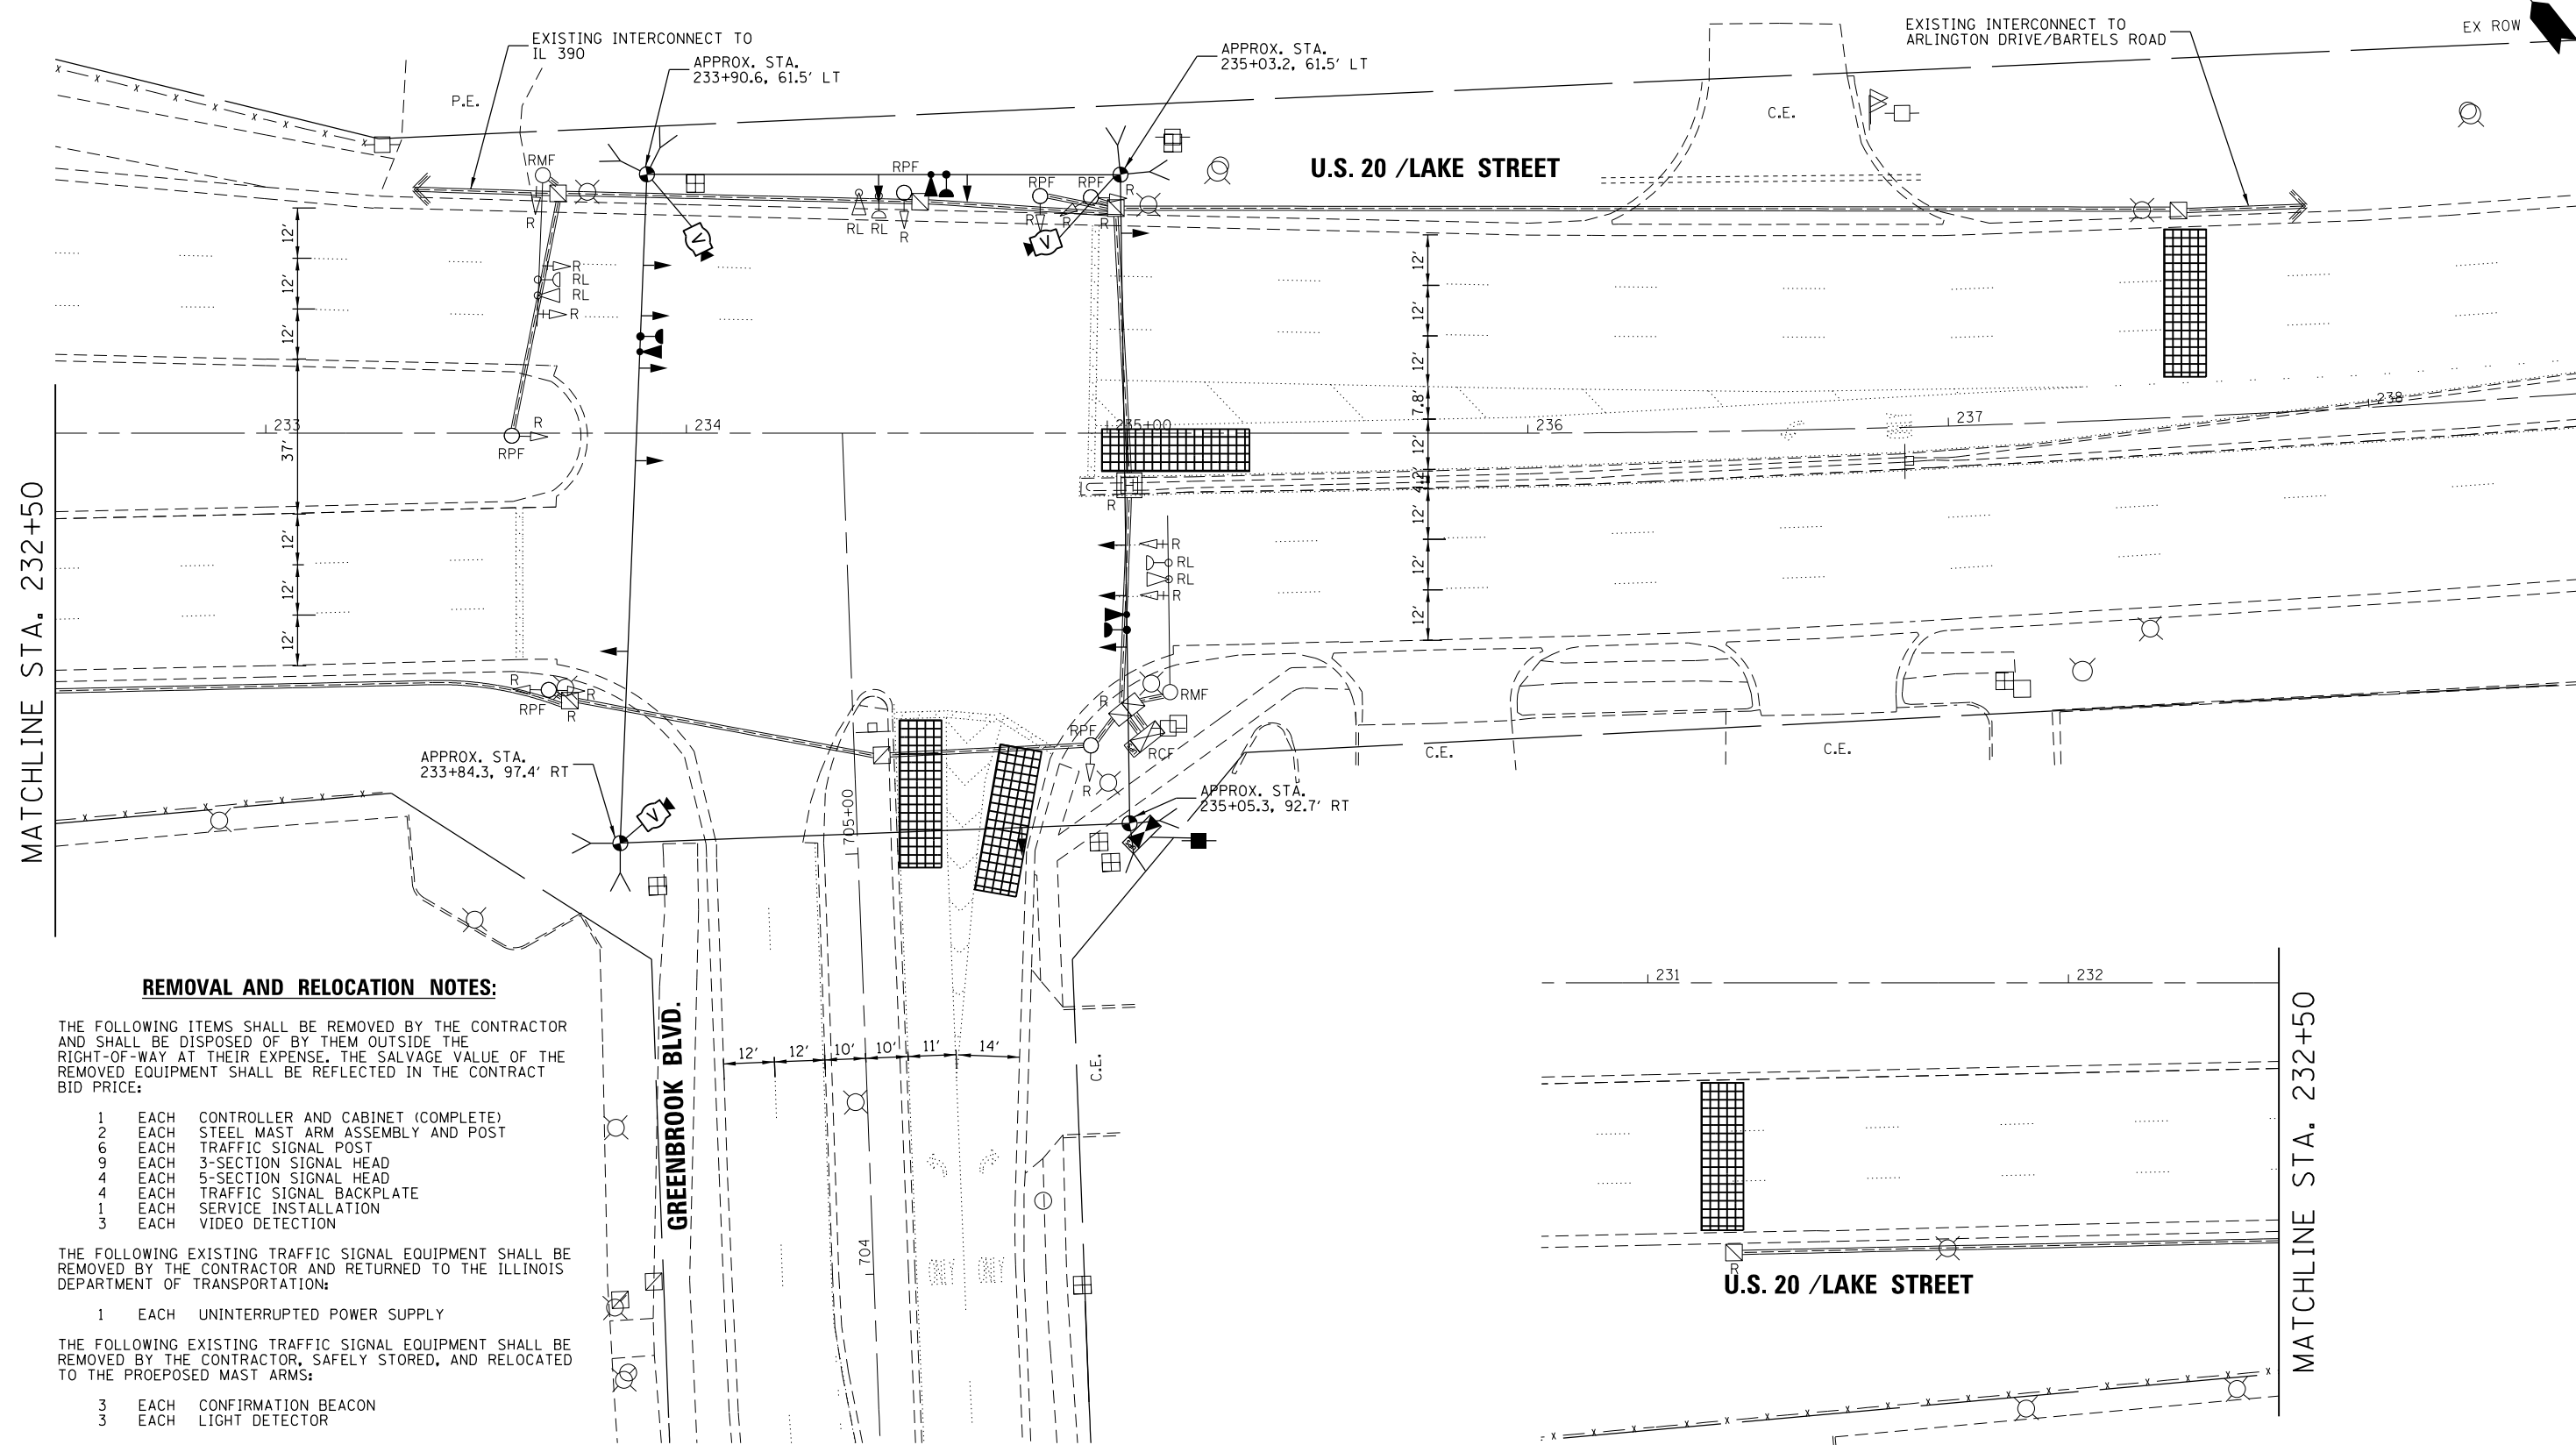 EXISTING INTERCONNECT TO
IL 390
APPROX. STA.
233+90.6, 61.5' LT
APPROX. STA.
235+03.2, 61.5' LT
EXISTING INTERCONNECT TO
ARLINGTON DRIVE/BARTELS ROAD
EX ROW
P.E.
C.E.
U.S. 20 /LAKE STREET
RMF
RPF
RPF
RPF
R
R
RL
RL
R
R
R
R
V
V
R
RL
RL
R
12'
12'
12'
37'
12'
12'
12'
12'
12'
12'
7.8'
12'
4.2'
12'
12'
12'
233
234
235+00
236
237
238
R
RPF
R
R
RL
RL
R
MATCHLINE STA. 232+50
R
R
RPF
R
R
RMF
RPF
RCF
R
C.E.
C.E.
APPROX. STA.
233+84.3, 97.4' RT
V
APPROX. STA.
235+05.3, 92.7' RT
705+00
704
12'
12'
10'
10'
11'
14'
C.E.
GREENBROOK BLVD.
REMOVAL AND RELOCATION NOTES:
THE FOLLOWING ITEMS SHALL BE REMOVED BY THE CONTRACTOR
AND SHALL BE DISPOSED OF BY THEM OUTSIDE THE
RIGHT-OF-WAY AT THEIR EXPENSE. THE SALVAGE VALUE OF THE
REMOVED EQUIPMENT SHALL BE REFLECTED IN THE CONTRACT
BID PRICE:
1 EACH CONTROLLER AND CABINET (COMPLETE)
2 EACH STEEL MAST ARM ASSEMBLY AND POST
6 EACH TRAFFIC SIGNAL POST
9 EACH 3-SECTION SIGNAL HEAD
4 EACH 5-SECTION SIGNAL HEAD
4 EACH TRAFFIC SIGNAL BACKPLATE
1 EACH SERVICE INSTALLATION
3 EACH VIDEO DETECTION
THE FOLLOWING EXISTING TRAFFIC SIGNAL EQUIPMENT SHALL BE
REMOVED BY THE CONTRACTOR AND RETURNED TO THE ILLINOIS
DEPARTMENT OF TRANSPORTATION:
1 EACH UNINTERRUPTED POWER SUPPLY
THE FOLLOWING EXISTING TRAFFIC SIGNAL EQUIPMENT SHALL BE
REMOVED BY THE CONTRACTOR, SAFELY STORED, AND RELOCATED
TO THE PROEPOSED MAST ARMS:
3 EACH CONFIRMATION BEACON
3 EACH LIGHT DETECTOR
231
232
R
U.S. 20 /LAKE STREET
MATCHLINE STA. 232+50